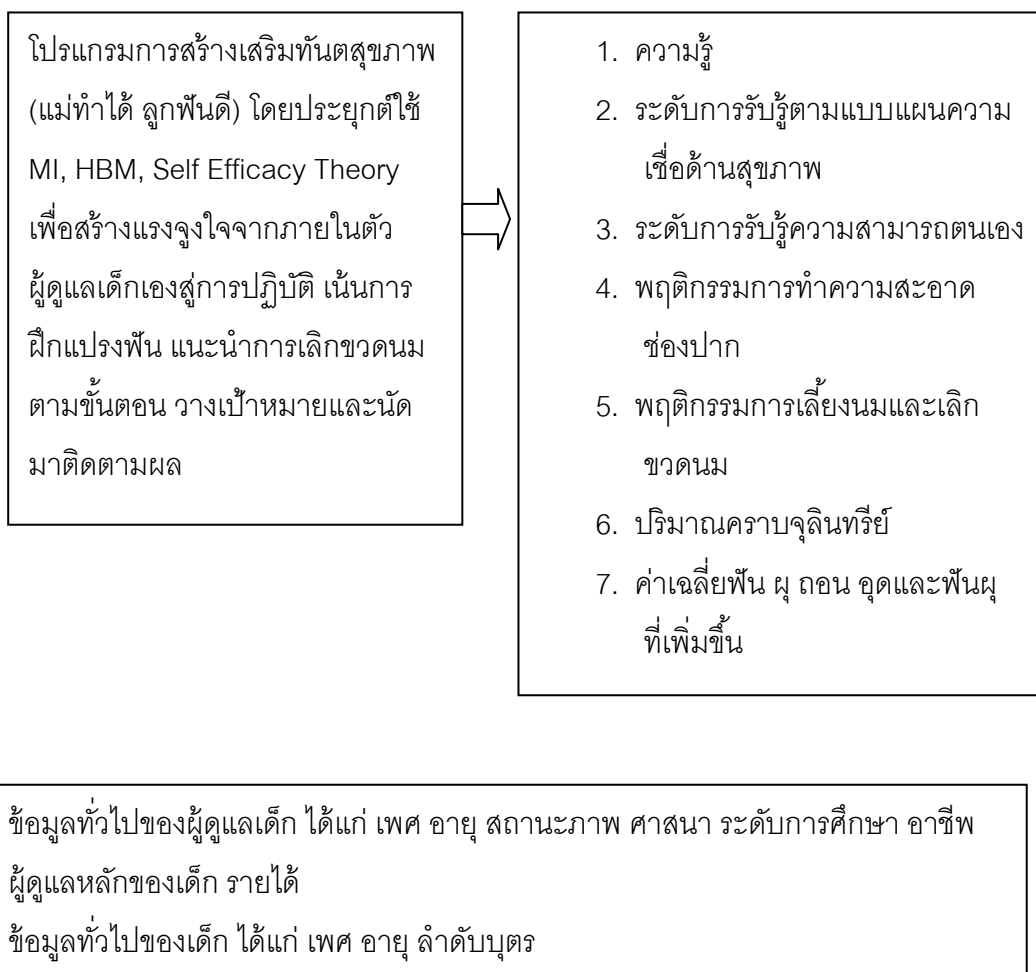 โปรแกรมการสร้างเสริมทันตสุขภาพ
(แม่ทำได้ ลูกฟันดี) โดยประยุกต์ใช้
MI, HBM, Self Efficacy Theory
เพื่อสร้างแรงจูงใจจากภายในตัว
ผู้ดูแลเด็กเองสู่การปฏิบัติ เน้นการ
ฝึกแปรงฟัน แนะนำการเลิกขวดนม
ตามขั้นตอน วางเป้าหมายและนัด
มาติดตามผล
1. ความรู้
2. ระดับการรับรู้ตามแบบแผนความ
เชื่อด้านสุขภาพ
3. ระดับการรับรู้ความสามารถตนเอง
4. พฤติกรรมการทำความสะอาด
ช่องปาก
5. พฤติกรรมการเลี้ยงนมและเลิก
ขวดนม
6. ปริมาณคราบจุลินทรีย์
7. ค่าเฉลี่ยฟัน ผุ ถอน อุดและฟันผุ
ที่เพิ่มขึ้น
ข้อมูลทั่วไปของผู้ดูแลเด็ก ได้แก่ เพศ อายุ สถานะภาพ ศาสนา ระดับการศึกษา อาชีพ
ผู้ดูแลหลักของเด็ก รายได้
ข้อมูลทั่วไปของเด็ก ได้แก่ เพศ อายุ ลำดับบุตร